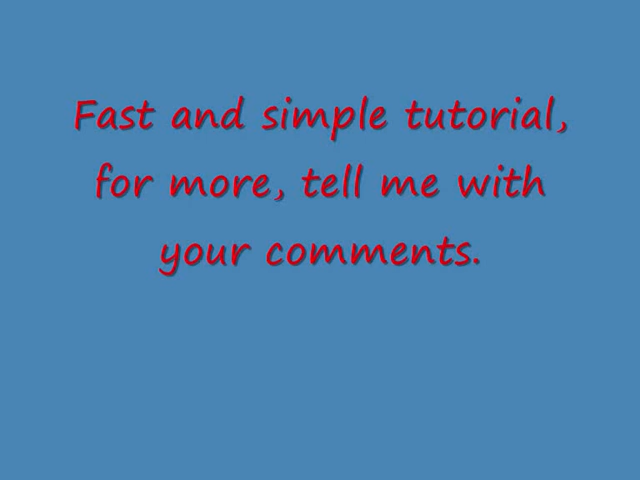 Fast and simple tutorial,
for more, tell me with
your comments.